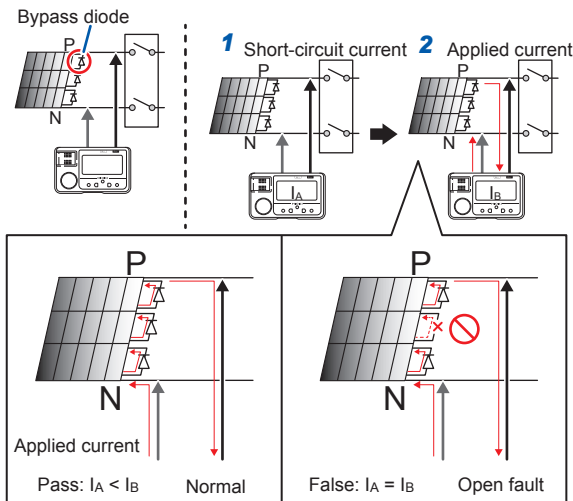 Bypass diode
P
N
1 Short-circuit current
P
N
IA
2 Applied current
P
N
IB
P
N
Applied current
Pass: IA < IB
Normal
P
N
False: IA = IB
Open fault